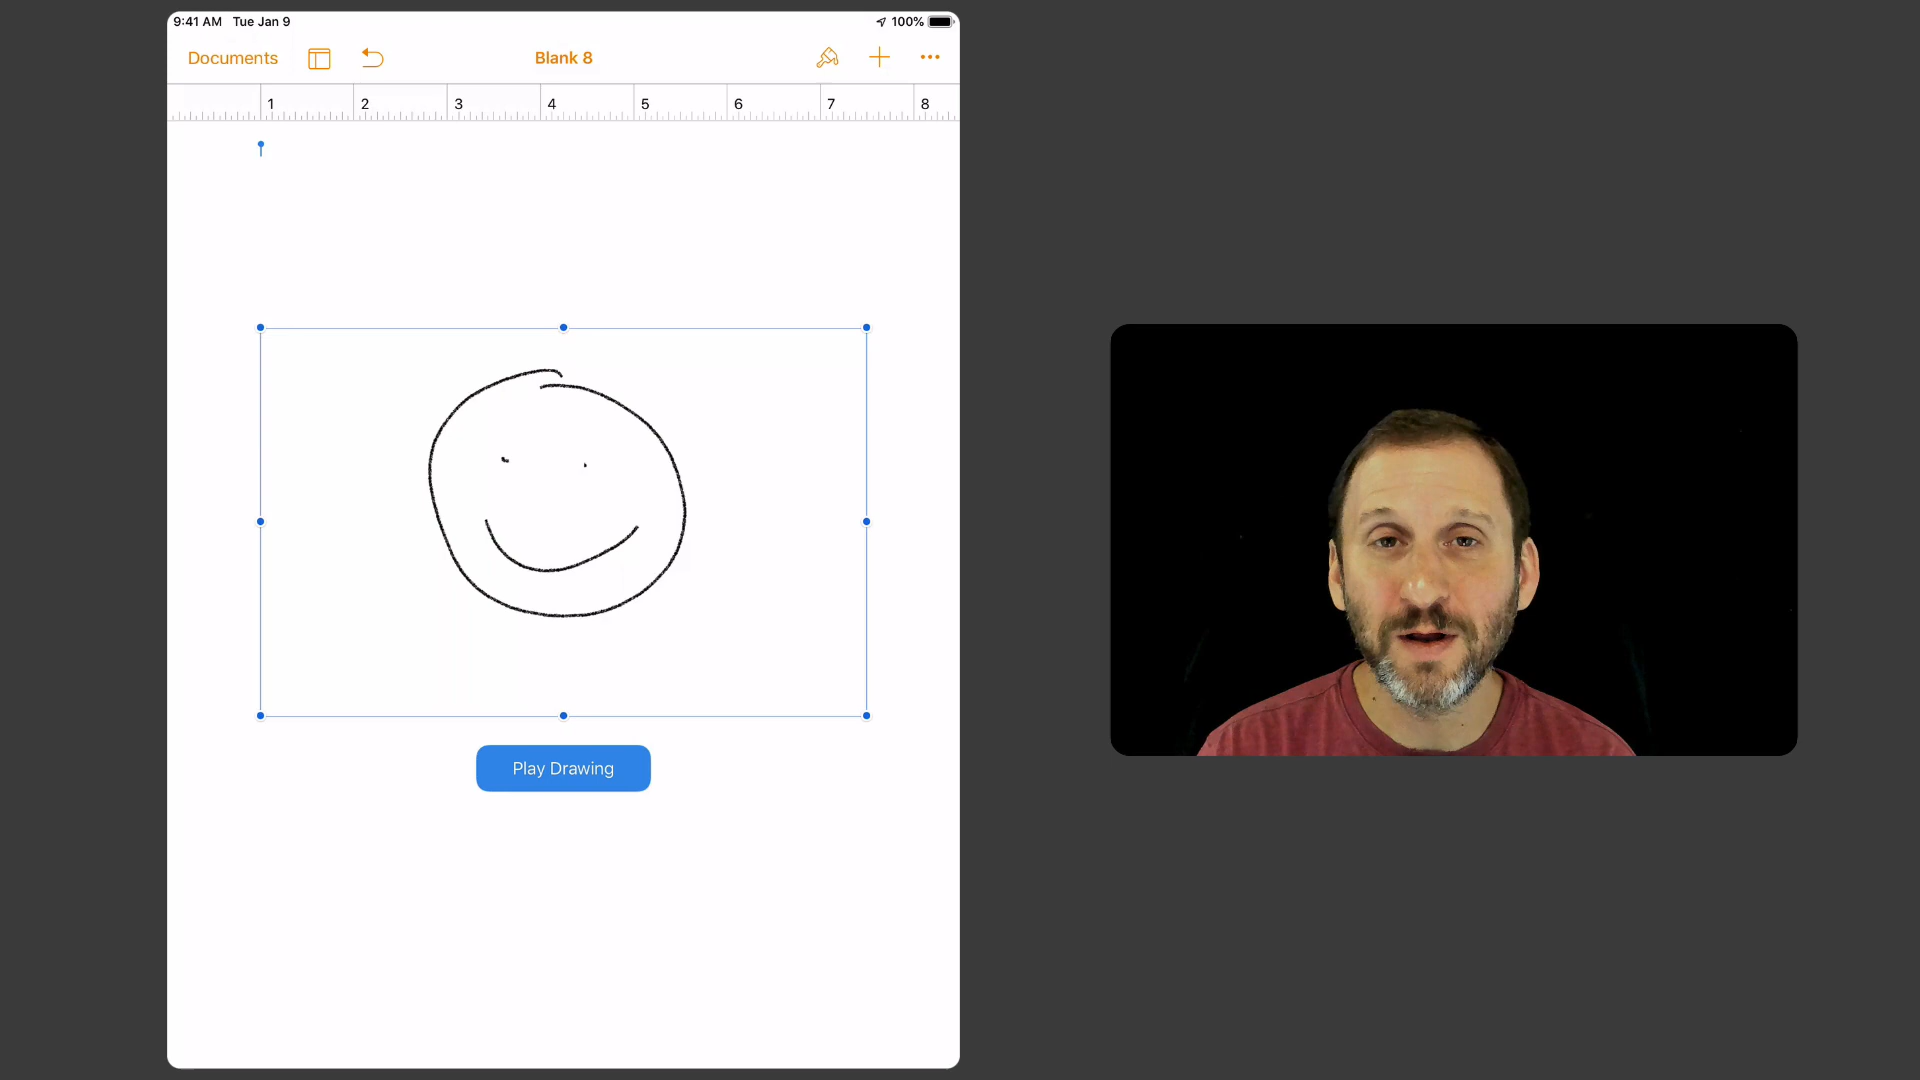 9:41 AM Tue Jan 9
100%
Documents
Blank 8
1 2 3 4 5 6 7 8
Play Drawing